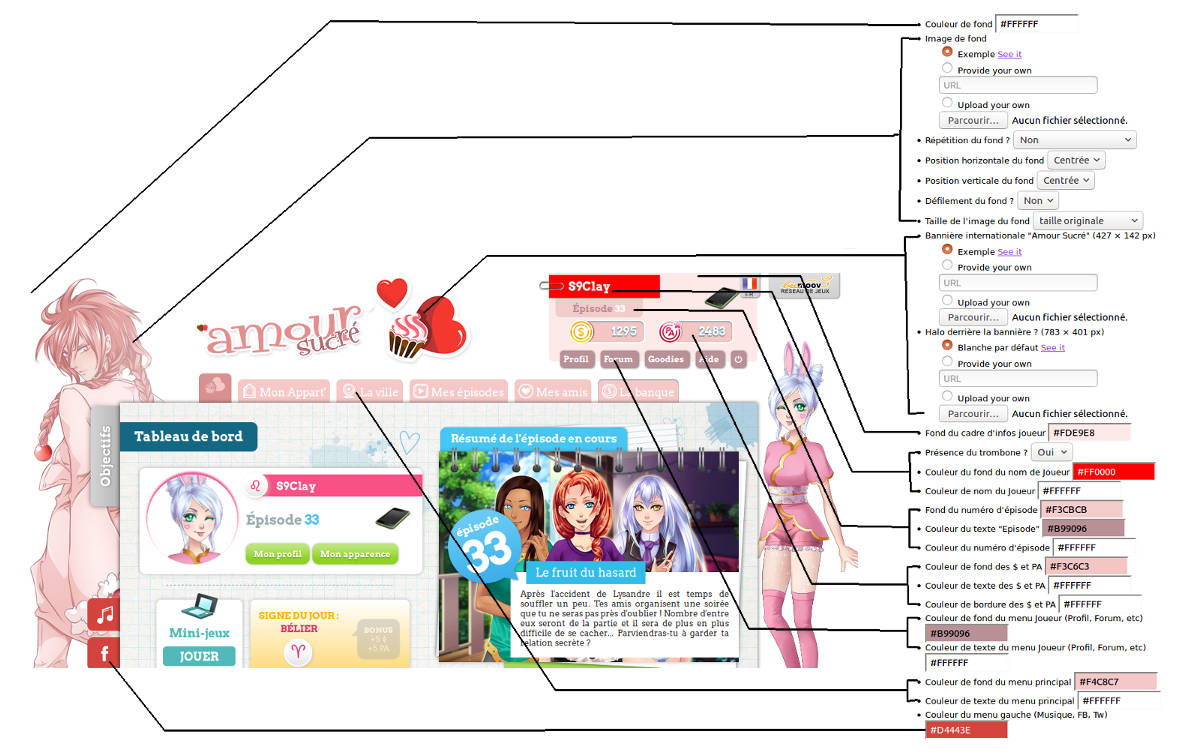 Couleur de fond #FFFFFF
Image de fond
Exemple See it
Provide your own
URL
Upload your own
Parcourir... Aucun fichier sélectionné.
Répétition du fond ? Non
Position horizontale du fond Centrée
Position verticale du fond Centrée
Défilement du fond ? Non
Taille de l'image du fond taille originale
Bannière internationale "Amour Sucré" (427 × 142 px)
Exemple See it
Provide your own
URL
Upload your own
Parcourir... Aucun fichier sélectionné.
Halo derrière la bannière ? (783 × 401 px)
Blanche par défaut See it
Provide your own
URL
Upload your own
Parcourir... Aucun fichier sélectionné.
Fond du cadre d'infos joueur #FDE9E8
Présence du trombone ? Oui
Couleur du fond du nom de Joueur #FF0000
Couleur de nom du Joueur #FFFFFF
Fond du numéro d'épisode #F3CBCB
Couleur du texte "Episode" #B99096
Couleur du numéro d'épisode #FFFFFF
Couleur de fond des $ et PA #F3C6C3
Couleur de texte des $ et PA #FFFFFF
Couleur de bordure des $ et PA #FFFFFF
Couleur de fond du menu Joueur (Profil, Forum, etc)
#B99096
Couleur de texte du menu Joueur (Profil, Forum, etc)
#FFFFFF
Couleur de fond du menu principal #F4C8C7
Couleur de texte du menu principal #FFFFFF
Couleur du menu gauche (Musique, FB, Tw)
#D4443E
amour
sucré
S9Clay
FR
beemoov
RÉSEAU DE JEUX
Épisode 33
$ 1295 PA 2483
Profil Forum Goodies Aide
Mon Appart' La ville Mes épisodes Mes amis La banque
Objectifs
Tableau de bord
S9Clay
Épisode 33
Mon profil Mon apparence
Mini-jeux
JOUER
SIGNE DU JOUR :
BÉLIER
BONUS
+5 $
+5 PA
f
Résumé de l'épisode en cours
épisode
33
Le fruit du hasard
Après l'accident de Lysandre il est temps de
souffler un peu. Tes amis organisent une soirée
que tu ne seras pas près d'oublier ! Nombre d'entre
eux seront de la partie et il sera de plus en plus
difficile de se cacher... Parviendras-tu à garder ta
relation secrète ?